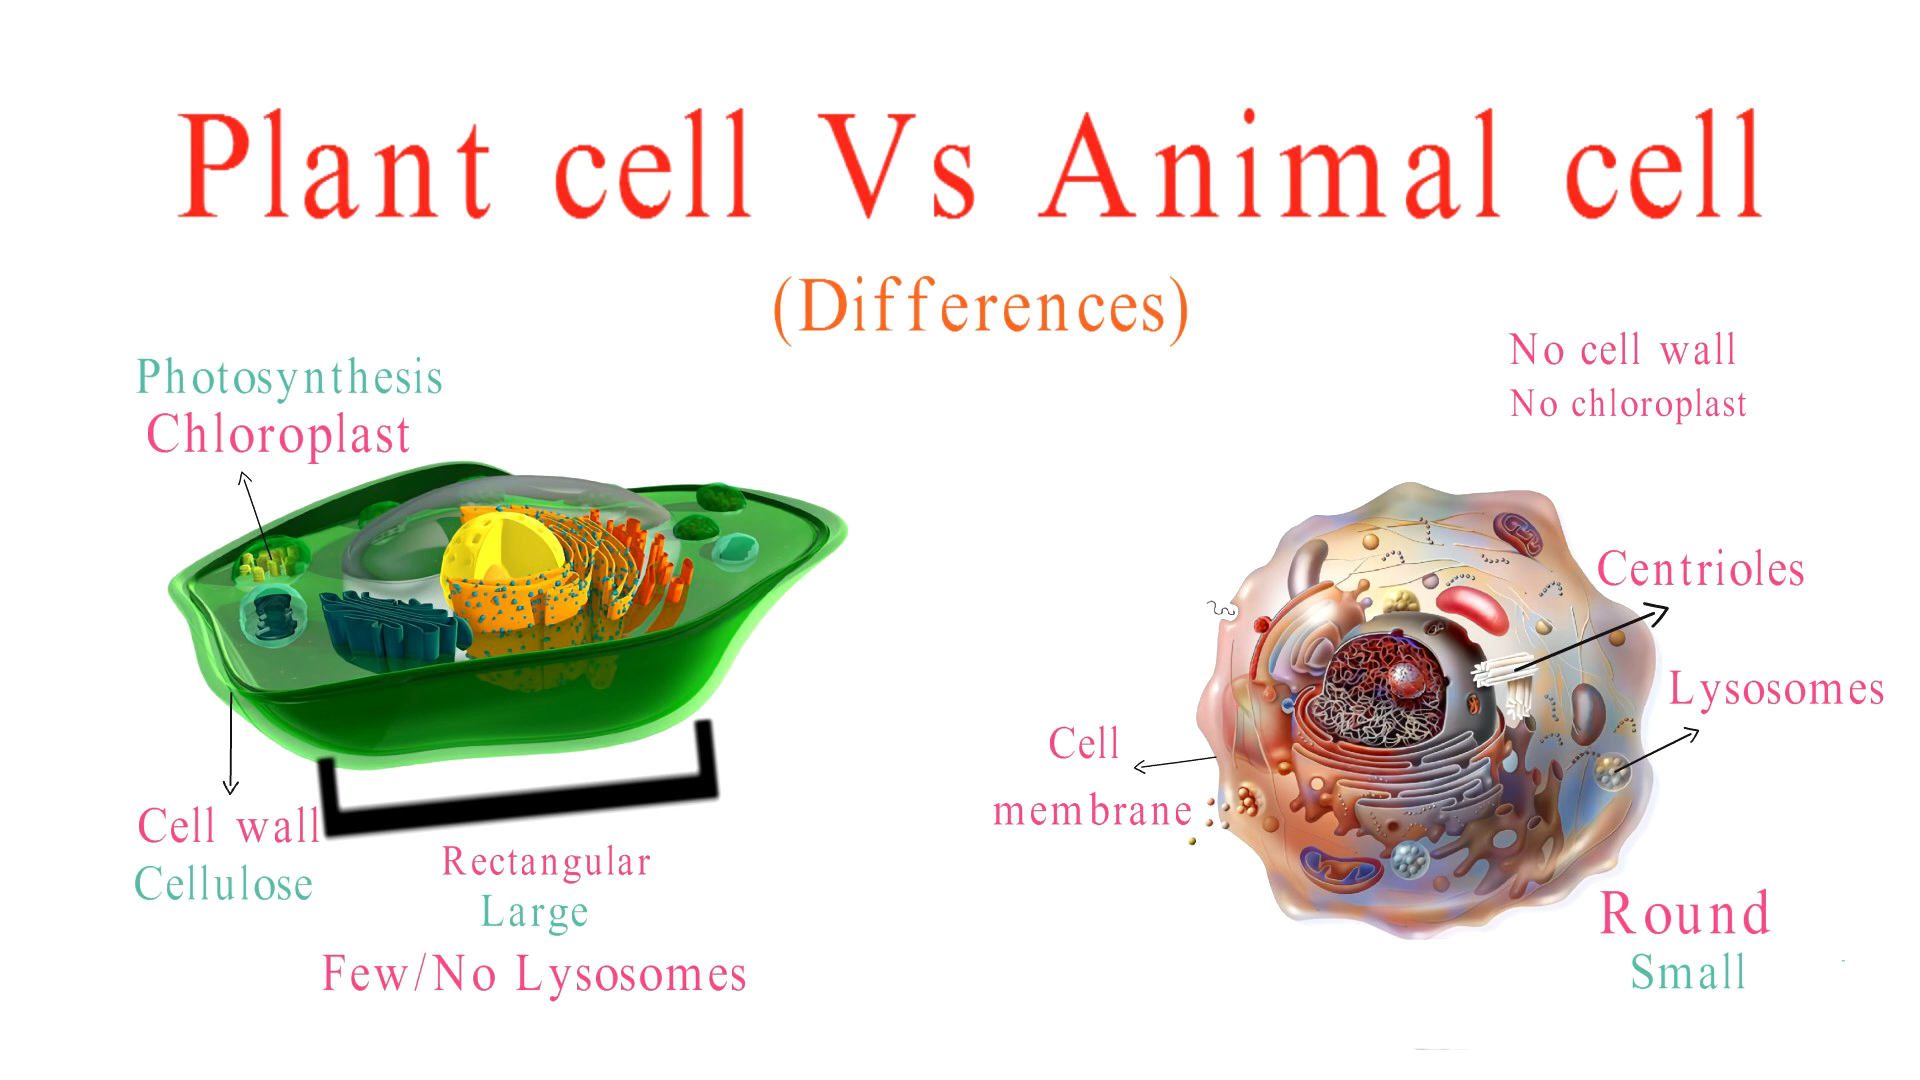 Plant cell Vs Animal cell
(Differences)
Photosynthesis
Chloroplast
Cell wall
Cellulose
Rectangular
Large
Few/No Lysosomes
No cell wall
No chloroplast
Centrioles
Lysosomes
Cell
membrane
Round
Small